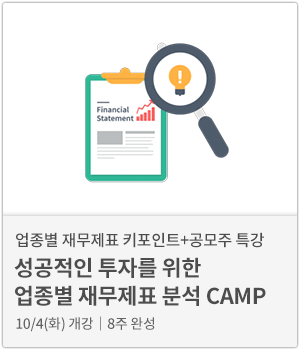 Financial
Statement
업종별 재무제표 키포인트+공모주 특강
성공적인 투자를 위한
업종별 재무제표 분석 CAMP
10/4(화) 개강 | 8주 완성